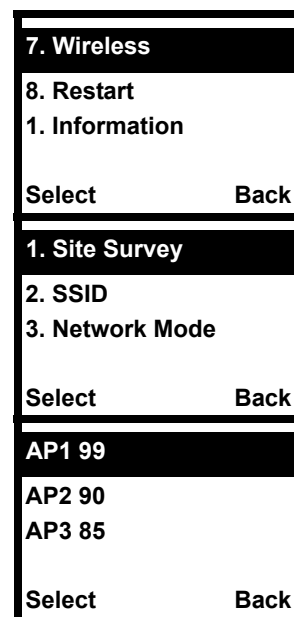 7. Wireless
8. Restart
1. Information
Select Back
1. Site Survey
2. SSID
3. Network Mode
Select Back
AP1 99
AP2 90
AP3 85
Select Back